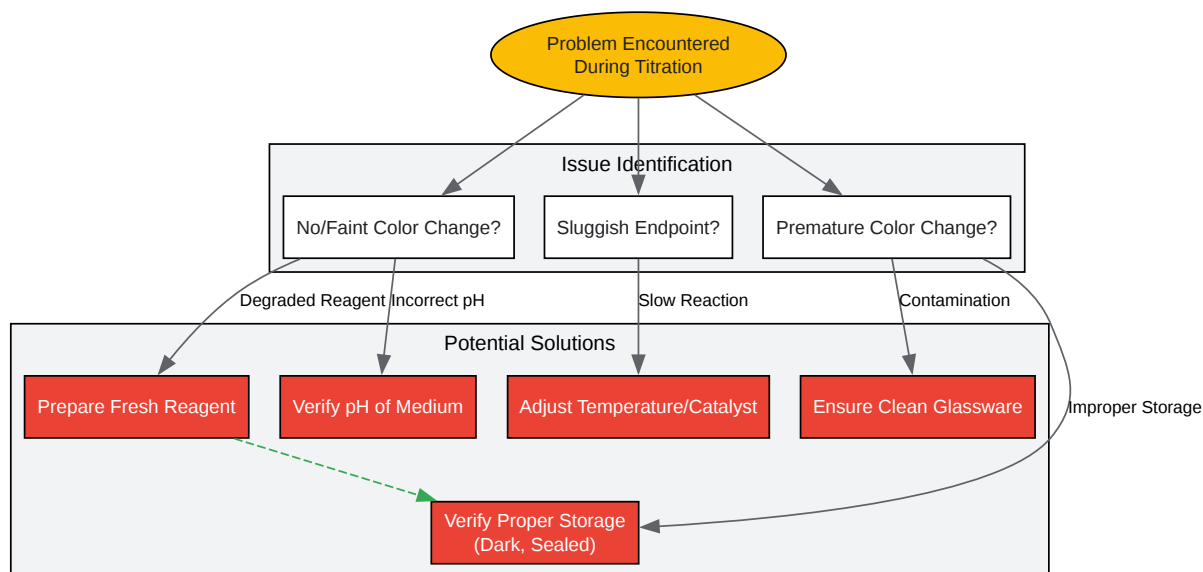 Problem Encountered
During Titration
Issue Identification
No/Faint Color Change?
Sluggish Endpoint?
Premature Color Change?
Degraded Reagent
Incorrect pH
Slow Reaction
Contamination
Potential Solutions
Prepare Fresh Reagent
Verify pH of Medium
Adjust Temperature/Catalyst
Ensure Clean Glassware
Improper Storage
Verify Proper Storage
(Dark, Sealed)